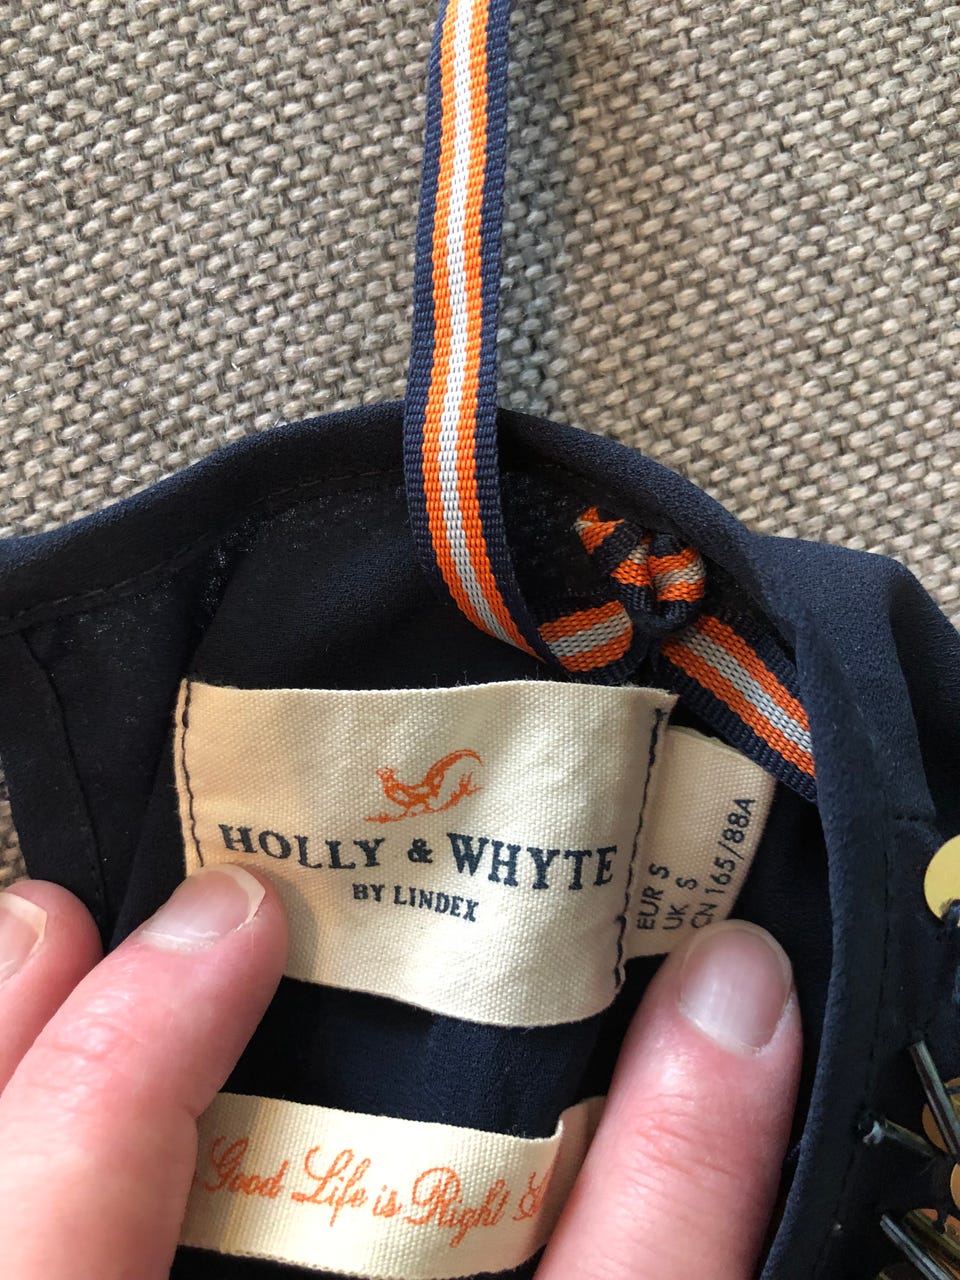 HOLLY & WHYTE
BY LINDEX
EUR S
UK S
CN 165/88A
Good Life is Right